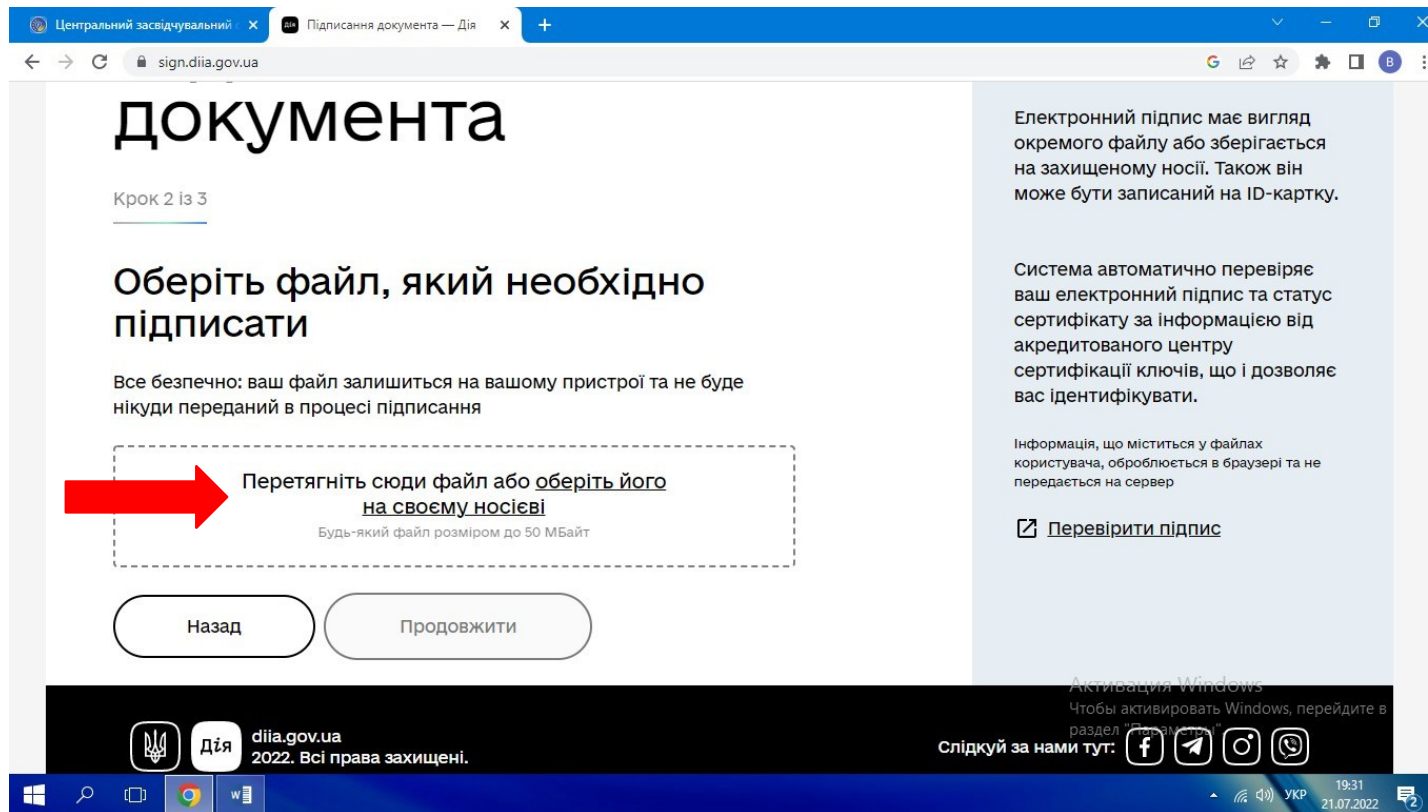 Центральний засвідчувальний
Підписання документа — Дія
sign.diia.gov.ua
B
документа
Крок 2 із 3
Оберіть файл, який необхідно
підписати
Все безпечно: ваш файл залишиться на вашому пристрої та не буде
нікуди переданий в процесі підписання
Перетягніть сюди файл або оберіть його
на своєму носієві
Будь-який файл розміром до 50 МБайт
Назад
Продовжити
Електронний підпис має вигляд
окремого файлу або зберігається
на захищеному носії. Також він
може бути записаний на ID-картку.
Система автоматично перевіряє
ваш електронний підпис та статус
сертифікату за інформацією від
акредитованого центру
сертифікації ключів, що і дозволяє
вас ідентифікувати.
Інформація, що міститься у файлах
користувача, оброблюється в браузері та не
передається на сервер
Перевірити підпис
Активация Windows
Чтобы активировать Windows, перейдите в
раздел "Параметры".
Дія
diia.gov.ua
2022. Всі права захищені.
Слідкуй за нами тут:
УКР
19:31
21.07.2022
2